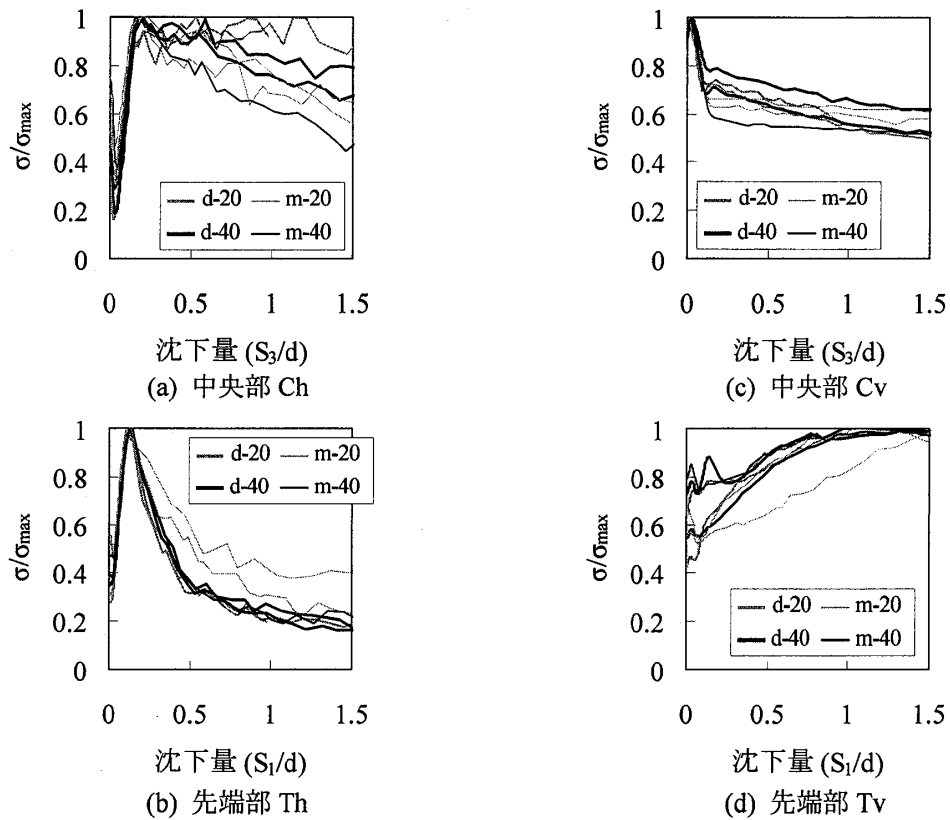 1
0.8
0.6
0.4
0.2
0
σ/σmax
d-20 m-20
d-40 m-40
0 0.5 1 1.5
沈下量 (S3/d)
(a) 中央部 Ch
1
0.8
0.6
0.4
0.2
0
σ/σmax
d-20 m-20
d-40 m-40
0 0.5 1 1.5
沈下量 (S3/d)
(c) 中央部 Cv
1
0.8
0.6
0.4
0.2
0
σ/σmax
d-20 m-20
d-40 m-40
0 0.5 1 1.5
沈下量 (S1/d)
(b) 先端部 Th
1
0.8
0.6
0.4
0.2
0
σ/σmax
d-20 m-20
d-40 m-40
0 0.5 1 1.5
沈下量 (S1/d)
(d) 先端部 Tv